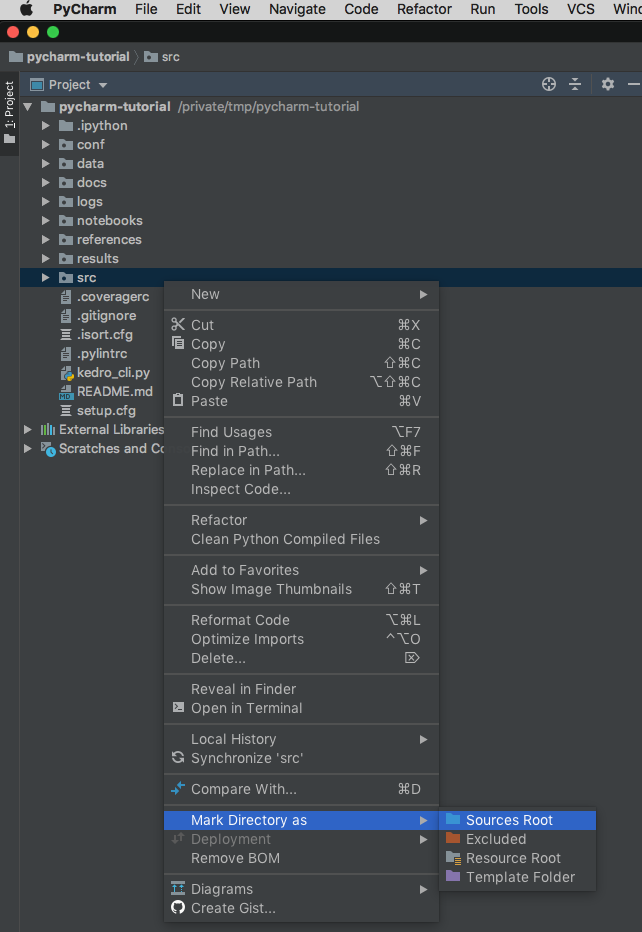 PyCharm File Edit View Navigate Code Refactor Run Tools VCS Wind
pycharm-tutorial src
1: Project
Project
pycharm-tutorial /private/tmp/pycharm-tutorial
.ipython
conf
data
docs
logs
notebooks
references
results
src
.coveragerc
.gitignore
.isort.cfg
.pylintrc
kedro_cli.py
README.md
setup.cfg
External Libraries
Scratches and Co
New
Cut ⌘X
Copy ⌘C
Copy Path ⇧⌘C
Copy Relative Path ⌥⇧⌘C
Paste ⌘V
Find Usages ⌥F7
Find in Path... ⇧⌘F
Replace in Path... ⇧⌘R
Inspect Code...
Refactor
Clean Python Compiled Files
Add to Favorites
Show Image Thumbnails ⇧⌘T
Reformat Code ⌥⌘L
Optimize Imports ^⌥O
Delete... ⌦
Reveal in Finder
Open in Terminal
Local History
Synchronize 'src'
Compare With... ⌘D
Mark Directory as
Deployment
Remove BOM
Diagrams
Create Gist...
Sources Root
Excluded
Resource Root
Template Folder